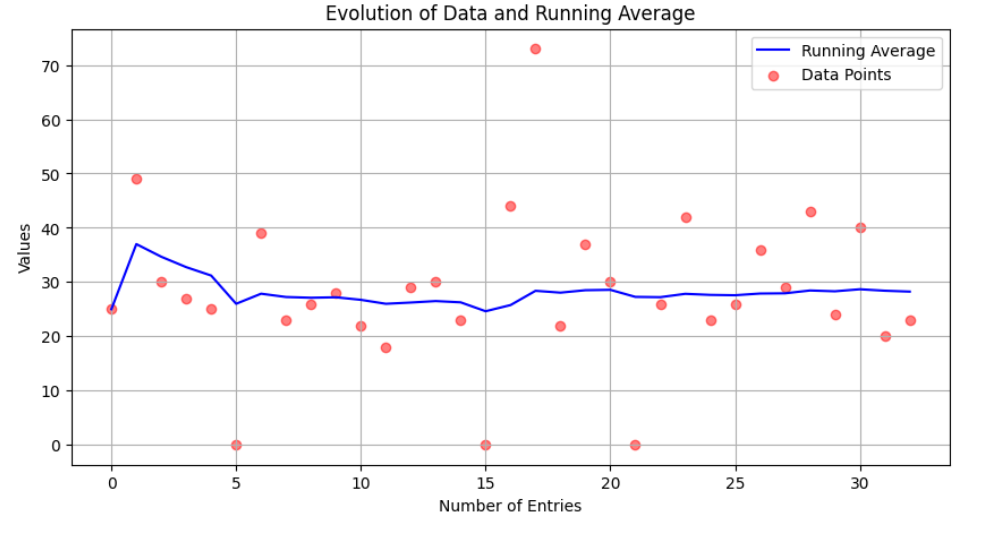 Evolution of Data and Running Average
Running Average
Data Points
Values
70
60
50
40
30
20
10
0
0 5 10 15 20 25 30
Number of Entries